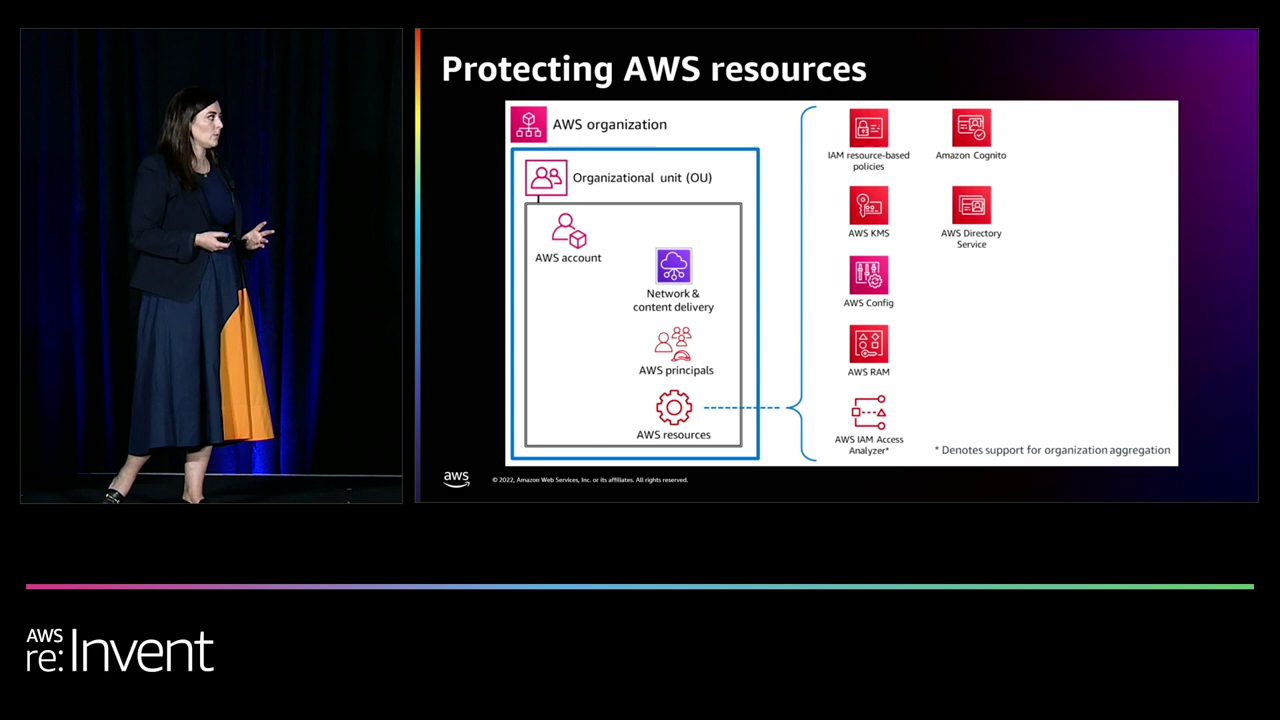 Protecting AWS resources
AWS organization
Organizational unit (OU)
AWS account
Network &
content delivery
AWS principals
AWS resources
IAM resource-based
policies
Amazon Cognito
AWS KMS
AWS Directory
Service
AWS Config
AWS RAM
AWS IAM Access
Analyzer*
* Denotes support for organization aggregation
aws
© 2022, Amazon Web Services, Inc. or its affiliates. All rights reserved.
AWS
re:Invent